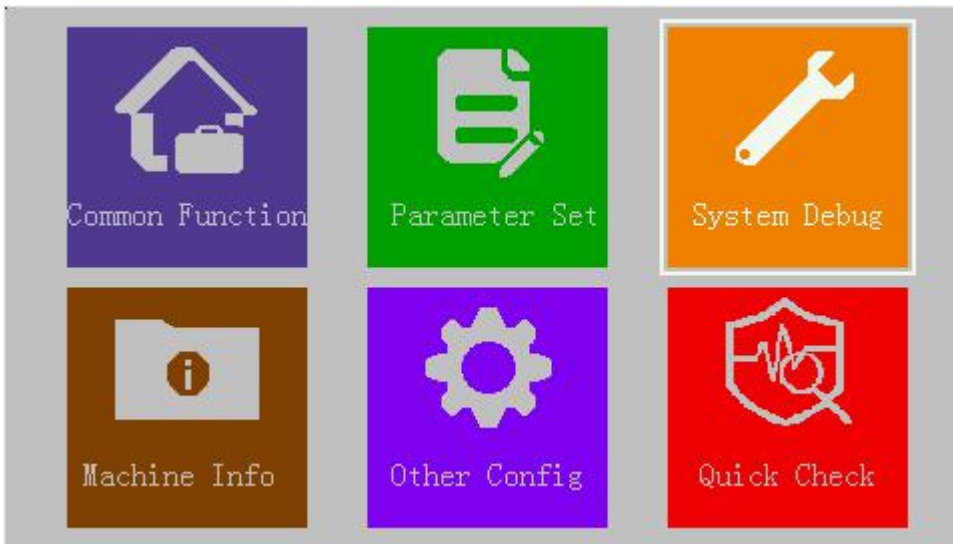 Common Function
Parameter Set
System Debug
Machine Info
Other Config
Quick Check